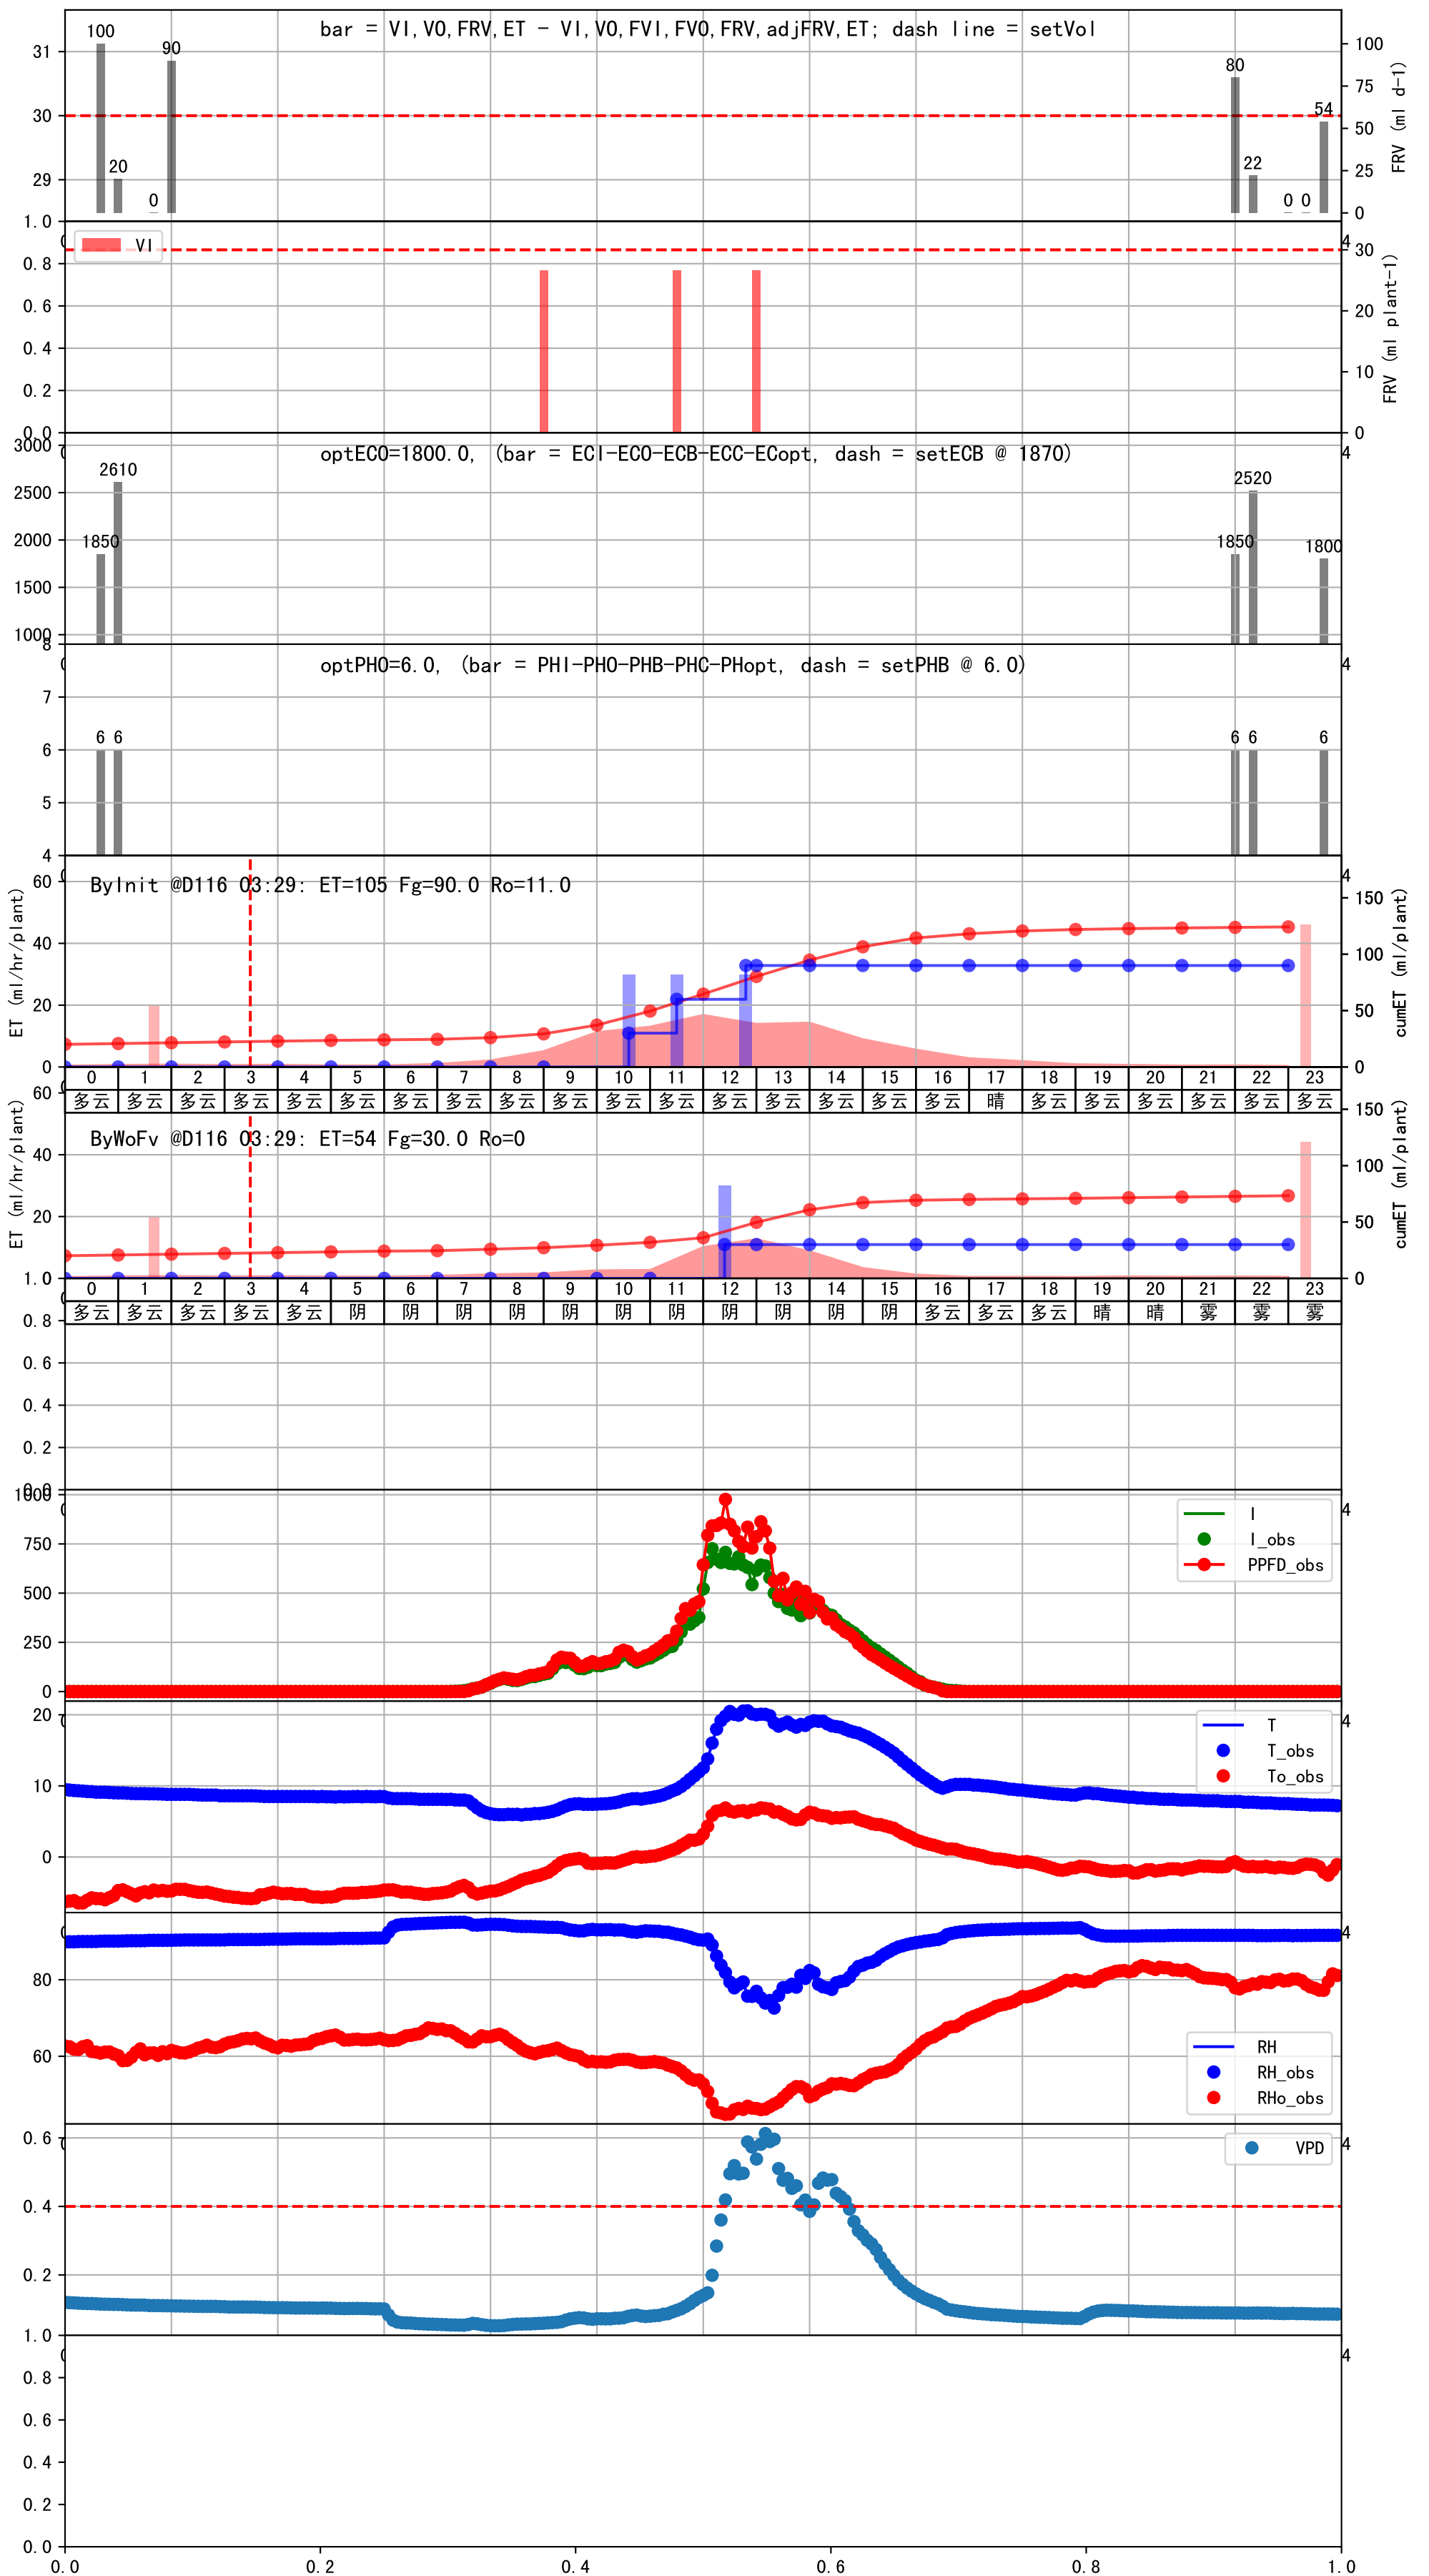 bar = VI,VO,FRV,ET - VI,VO,FVI,FVO,FRV,adjFRV,ET; dash line = setVol
100 20 0 90 80 22 0 0 54
31 30 29
100 75 50 25 0
FRV (ml d-1)
VI
1.0 0.8 0.6 0.4 0.2 0.0
30 20 10 0
FRV (ml plant-1)
optECO=1800.0, (bar = ECI-ECO-ECB-ECC-ECopt, dash = setECB @ 1870)
1850 2610 1850 2520 1800
3000 2500 2000 1500 1000
optPHO=6.0, (bar = PHI-PHO-PHB-PHC-PHopt, dash = setPHB @ 6.0)
6 6 6 6 6
8 7 6 5 4
ByInit @D116 03:29: ET=105 Fg=90.0 Ro=11.0
ET (ml/hr/plant)
60 40 20 0
150 100 50 0
cumET (ml/plant)
0 1 2 3 4 5 6 7 8 9 10 11 12 13 14 15 16 17 18 19 20 21 22 23
多云 多云 多云 多云 多云 多云 多云 多云 多云 多云 多云 多云 多云 多云 多云 多云 多云 晴 多云 多云 多云 多云 多云 多云
ByWoFv @D116 03:29: ET=54 Fg=30.0 Ro=0
ET (ml/hr/plant)
60 40 20
150 100 50 0
cumET (ml/plant)
0 1 2 3 4 5 6 7 8 9 10 11 12 13 14 15 16 17 18 19 20 21 22 23
多云 多云 多云 多云 多云 阴 阴 阴 阴 阴 阴 阴 阴 阴 阴 阴 多云 多云 多云 晴 晴 雾 雾 雾
1.0 0.8 0.6 0.4 0.2 0.0
1000 750 500 250 0
I
I_obs
PPFD_obs
20 10 0
T
T_obs
To_obs
80 60
RH
RH_obs
RHo_obs
0.6 0.4 0.2
VPD
1.0 0.8 0.6 0.4 0.2 0.0
0.0 0.2 0.4 0.6 0.8 1.0